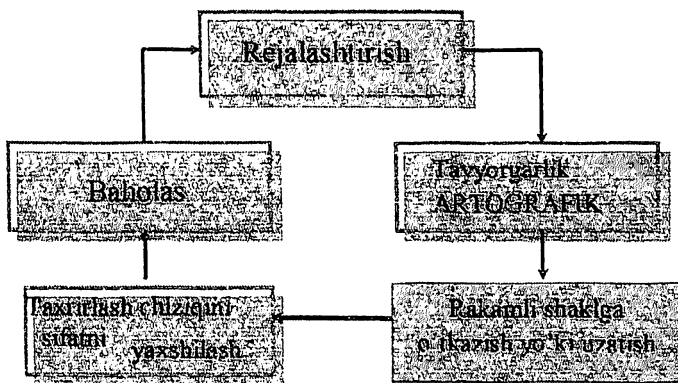 Rejalashtirish
Baholas
Tayyorgarlik
ARTOGRAFIK
Taxrirlash chiziqini
sifatni yaxshilash
Rakamli shaklga
o tkazish yo'ki uzatish